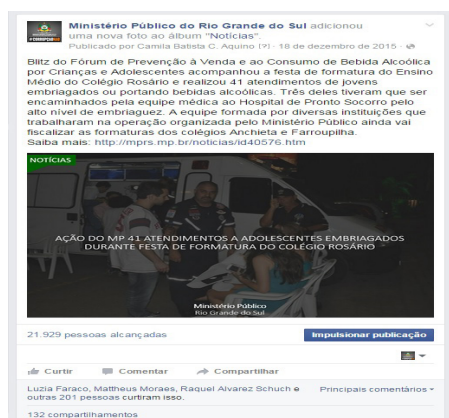 Ministério Público do Rio Grande do Sul adicionou
uma nova foto ao álbum "Notícias".
Publicado por Camila Batista C. Aquino [?] · 18 de dezembro de 2015 ·
Blitz do Fórum de Prevenção à Venda e ao Consumo de Bebida Alcoólica
por Crianças e Adolescentes acompanhou a festa de formatura do Ensino
Médio do Colégio Rosário e realizou 41 atendimentos de jovens
embriagados ou portando bebidas alcoólicas. Três deles tiveram que ser
encaminhados pela equipe médica ao Hospital de Pronto Socorro pelo
alto nível de embriaguez. A equipe formada por diversas instituições que
trabalharam na operação organizada pelo Ministério Público ainda vai
fiscalizar as formaturas dos colégios Anchieta e Farroupilha.
Saiba mais: http://mprs.mp.br/noticias/id40576.htm
NOTÍCIAS
AÇÃO DO MP 41 ATENDIMENTOS A ADOLESCENTES EMBRIAGADOS
DURANTE FESTA DE FORMATURA DO COLÉGIO ROSÁRIO
Ministério Público
Rio Grande do Sul
21.929 pessoas alcançadas
Impulsionar publicação
Curtir Comentar Compartilhar
Luzia Faraco, Mattheus Moraes, Raquel Alvarez Schuch e
outras 201 pessoas curtiram isso.
Principais comentários
132 compartilhamentos